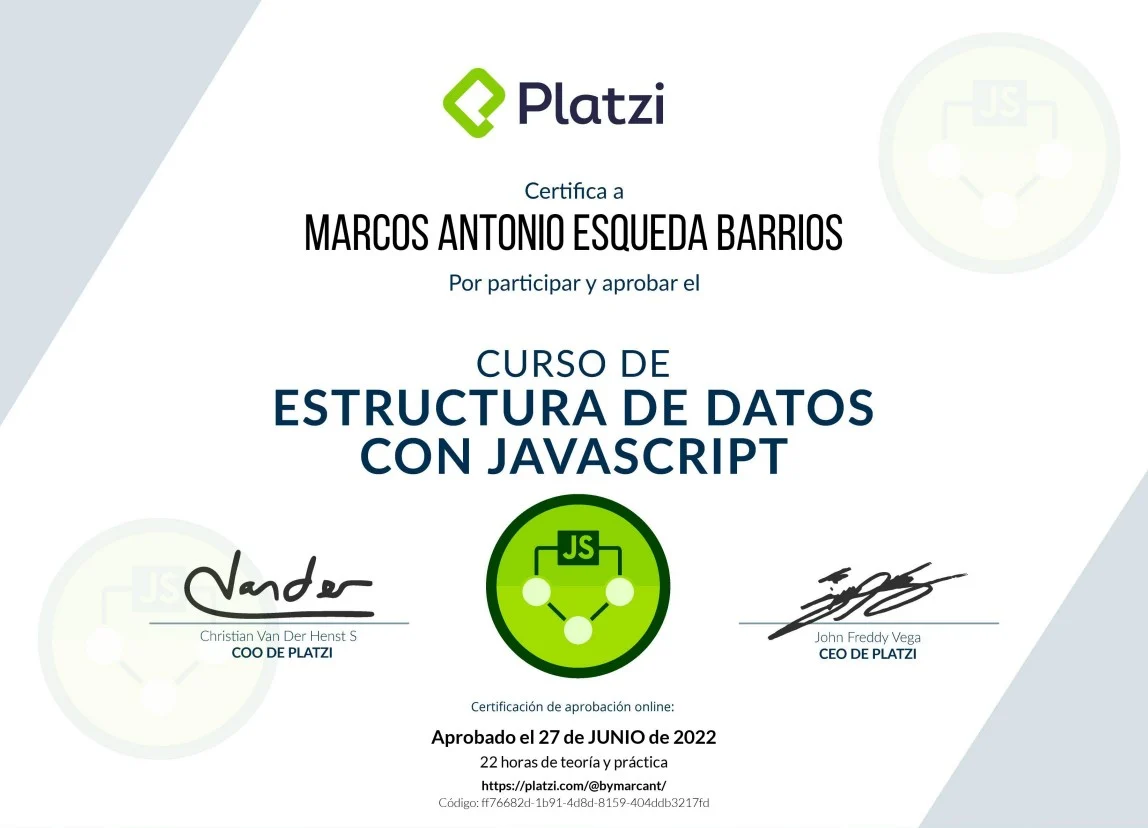 Platzi
Certifica a
MARCOS ANTONIO ESQUEDA BARRIOS
Por participar y aprobar el
CURSO DE
ESTRUCTURA DE DATOS
CON JAVASCRIPT
JS
JS
JS
Vander
Christian Van Der Henst S
COO DE PLATZI
John Freddy Vega
CEO DE PLATZI
Certificación de aprobación online:
Aprobado el 27 de JUNIO de 2022
22 horas de teoría y práctica
https://platzi.com/@bymarcant/
Código: ff76682d-1b91-4d8d-8159-404ddb3217fd